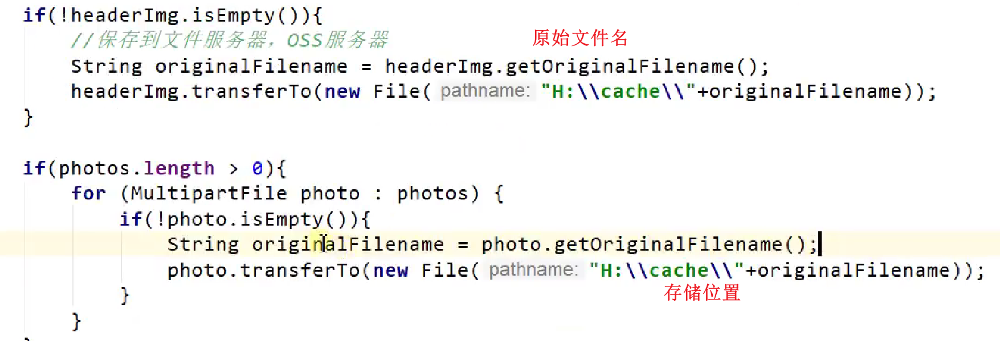 if(!headerImg.isEmpty()){
//保存到文件服务器，OSS服务器
原始文件名
String originalFilename = headerImg.getOriginalFilename();
headerImg.transferTo(new File( pathname: "H:\\cache\\"+originalFilename));
}
if(photos.length > 0){
for (MultipartFile photo : photos) {
if(!photo.isEmpty()){
String originalFilename = photo.getOriginalFilename();
photo.transferTo(new File( pathname: "H:\\cache\\"+originalFilename));
存储位置
}
}